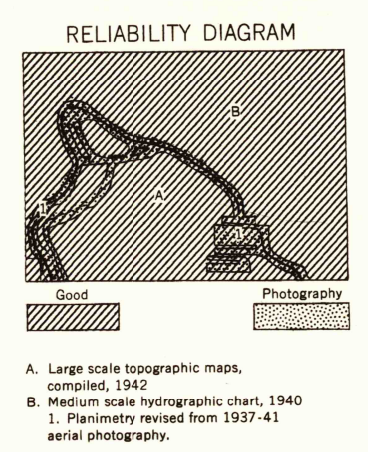 RELIABILITY DIAGRAM
B
A
1
A1
Good
Photography
A. Large scale topographic maps,
compiled, 1942
B. Medium scale hydrographic chart, 1940
1. Planimetry revised from 1937-41
aerial photography.